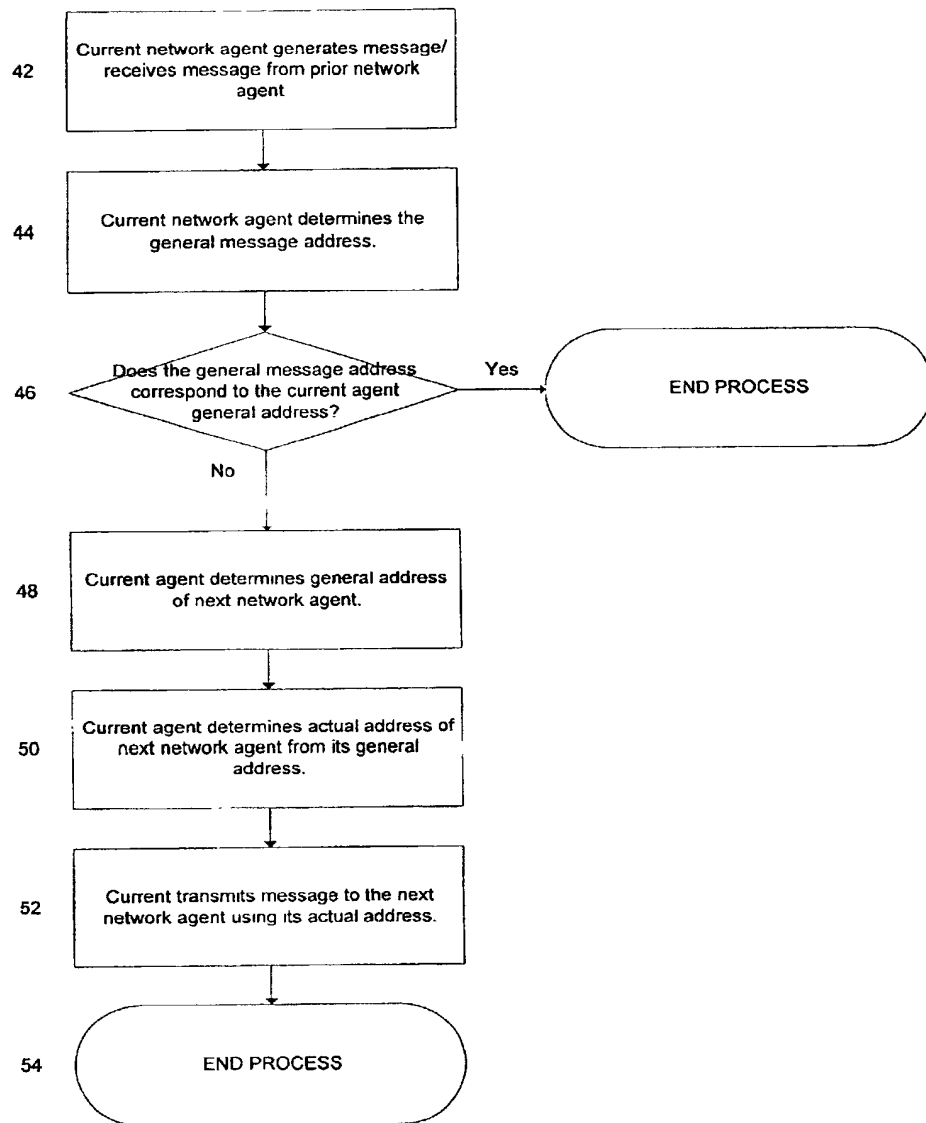 Current network agent generates message/
receives message from prior network
agent
42
Current network agent determines the
general message address.
44
Does the general message address
correspond to the current agent
general address?
46
Yes
END PROCESS
No
Current agent determines general address
of next network agent.
48
Current agent determines actual address of
next network agent from its general
address.
50
Current transmits message to the next
network agent using its actual address.
52
END PROCESS
54